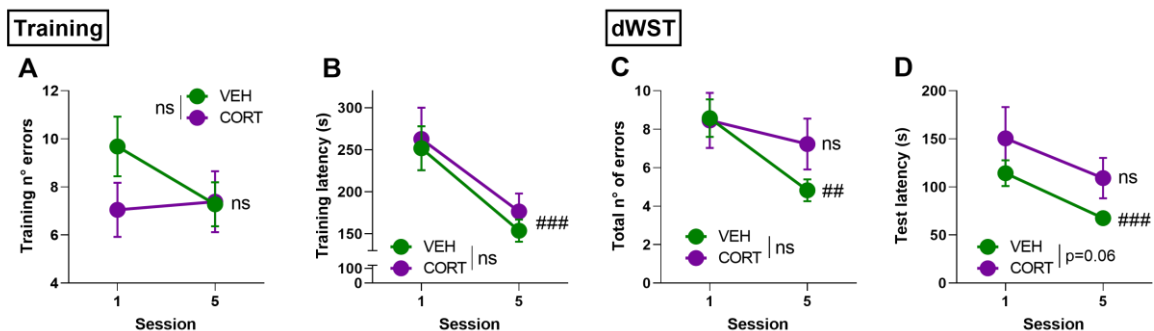 Training
dWST
A
VEH
CORT
ns
ns
Training n° of errors
12
10
8
6
4
1
5
Session
B
Training latency (s)
300
250
200
150
100
0
###
VEH
CORT
ns
1
5
Session
C
Total n° of errors
10
8
6
4
2
0
ns
##
VEH
CORT
ns
1
5
Session
D
Test latency (s)
200
150
100
50
0
ns
###
VEH
CORT
p=0.06
1
5
Session